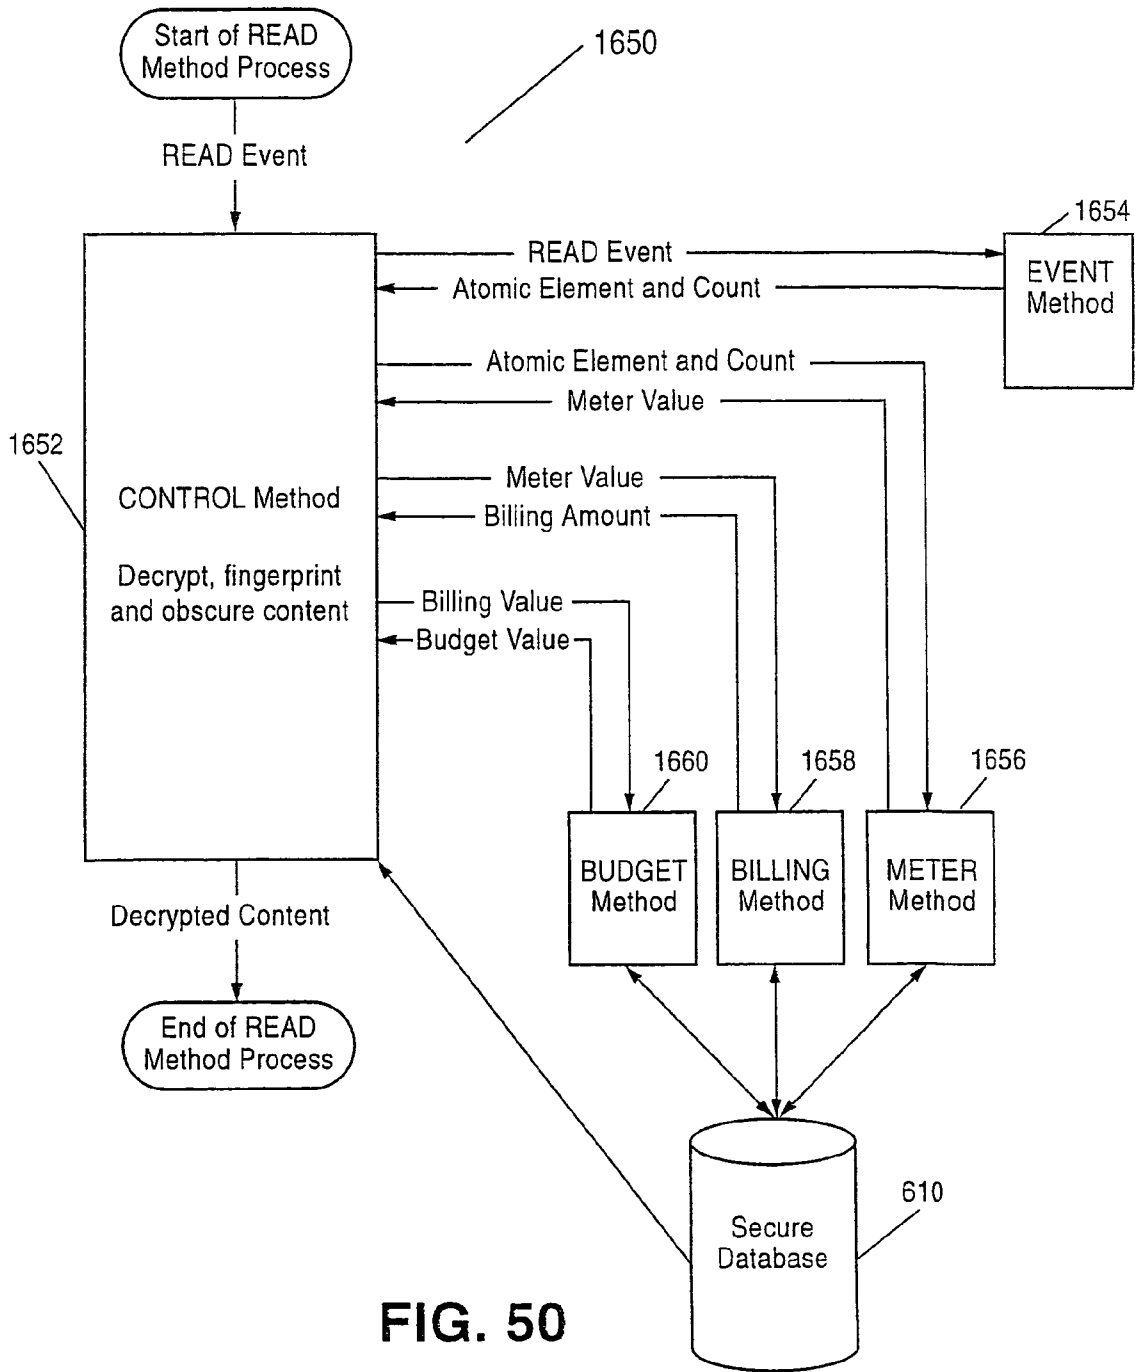 Start of READ
Method Process
1650
READ Event
1654
READ Event
EVENT
Method
Atomic Element and Count
Atomic Element and Count
Meter Value
1652
CONTROL Method
Decrypt, fingerprint
and obscure content
Meter Value
Billing Amount
Billing Value
Budget Value
1660
1658
1656
BUDGET
Method
BILLING
Method
METER
Method
Decrypted Content
End of READ
Method Process
610
Secure
Database
FIG. 50